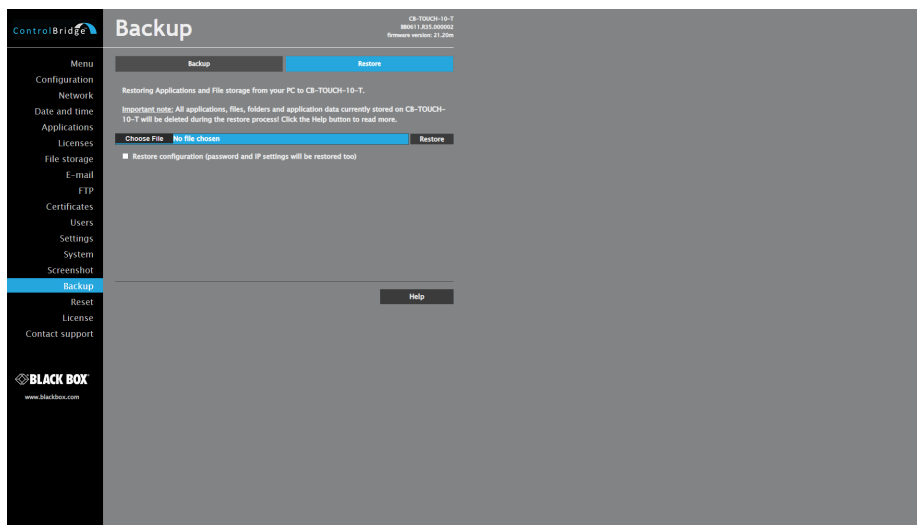 ControlBridge
Backup
CB-TOUCH-10-T
firmware version: 21.20m
Menu
Configuration
Network
Date and time
Applications
Licenses
File storage
E-mail
FTP
Certificates
Users
Settings
System
Screenshot
Backup
Reset
License
Contact support
BLACK BOX
www.blackbox.com
Backup
Restore
Restoring Applications and File storage from your PC to CB-TOUCH-10-T.
Important note: All applications, files, folders and application data currently stored on CB-TOUCH-
10-T will be deleted during the restore process! Click the Help button to read more.
Choose File No file chosen
Restore
Restore configuration (password and IP settings will be restored too)
Help